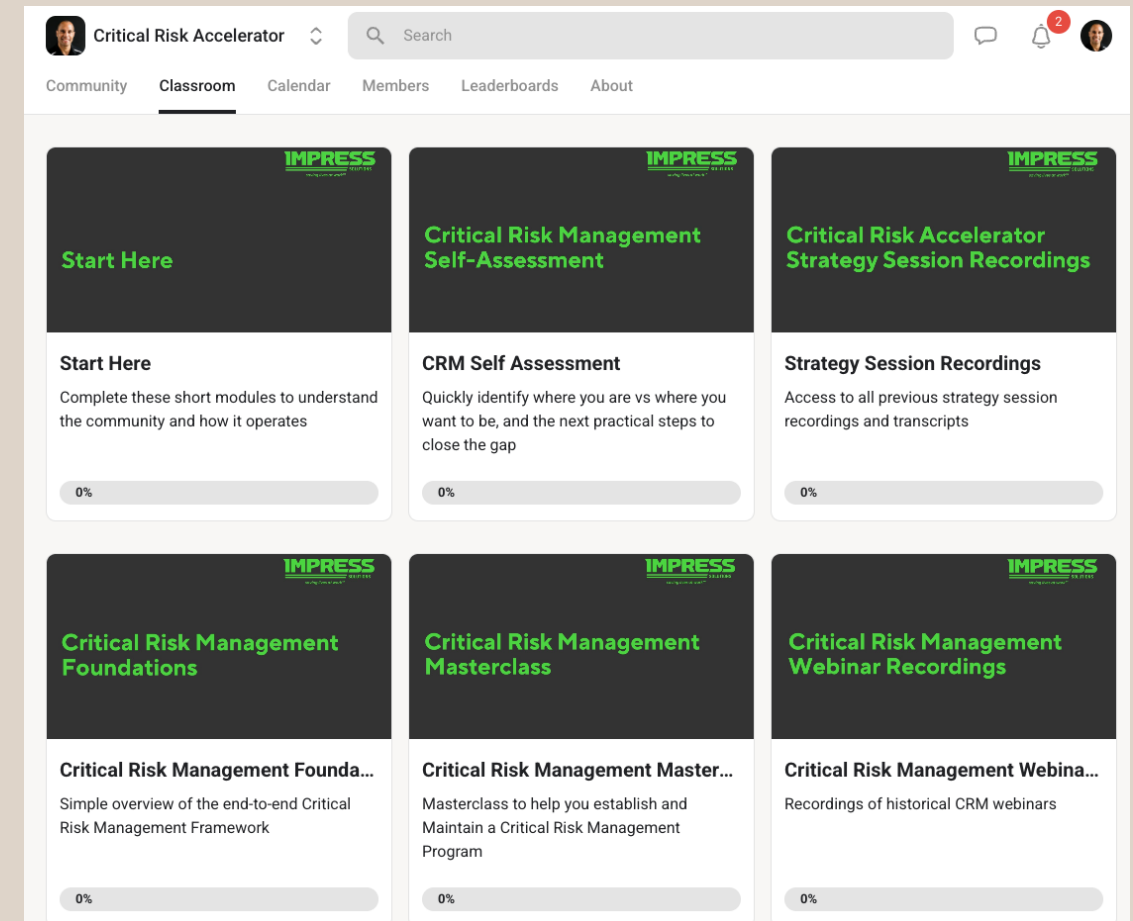 Critical Risk Accelerator
Search
2
Community Classroom Calendar Members Leaderboards About
IMPRESS
SOLUTIONS
Start Here
Start Here
Complete these short modules to understand
the community and how it operates
0%
IMPRESS
SOLUTIONS
Critical Risk Management
Self-Assessment
CRM Self Assessment
Quickly identify where you are vs where you
want to be, and the next practical steps to
close the gap
0%
IMPRESS
SOLUTIONS
Critical Risk Accelerator
Strategy Session Recordings
Strategy Session Recordings
Access to all previous strategy session
recordings and transcripts
0%
IMPRESS
SOLUTIONS
Critical Risk Management
Foundations
Critical Risk Management Founda...
Simple overview of the end-to-end Critical
Risk Management Framework
0%
IMPRESS
SOLUTIONS
Critical Risk Management
Masterclass
Critical Risk Management Master...
Masterclass to help you establish and
Maintain a Critical Risk Management
Program
0%
IMPRESS
SOLUTIONS
Critical Risk Management
Webinar Recordings
Critical Risk Management Webina...
Recordings of historical CRM webinars
0%